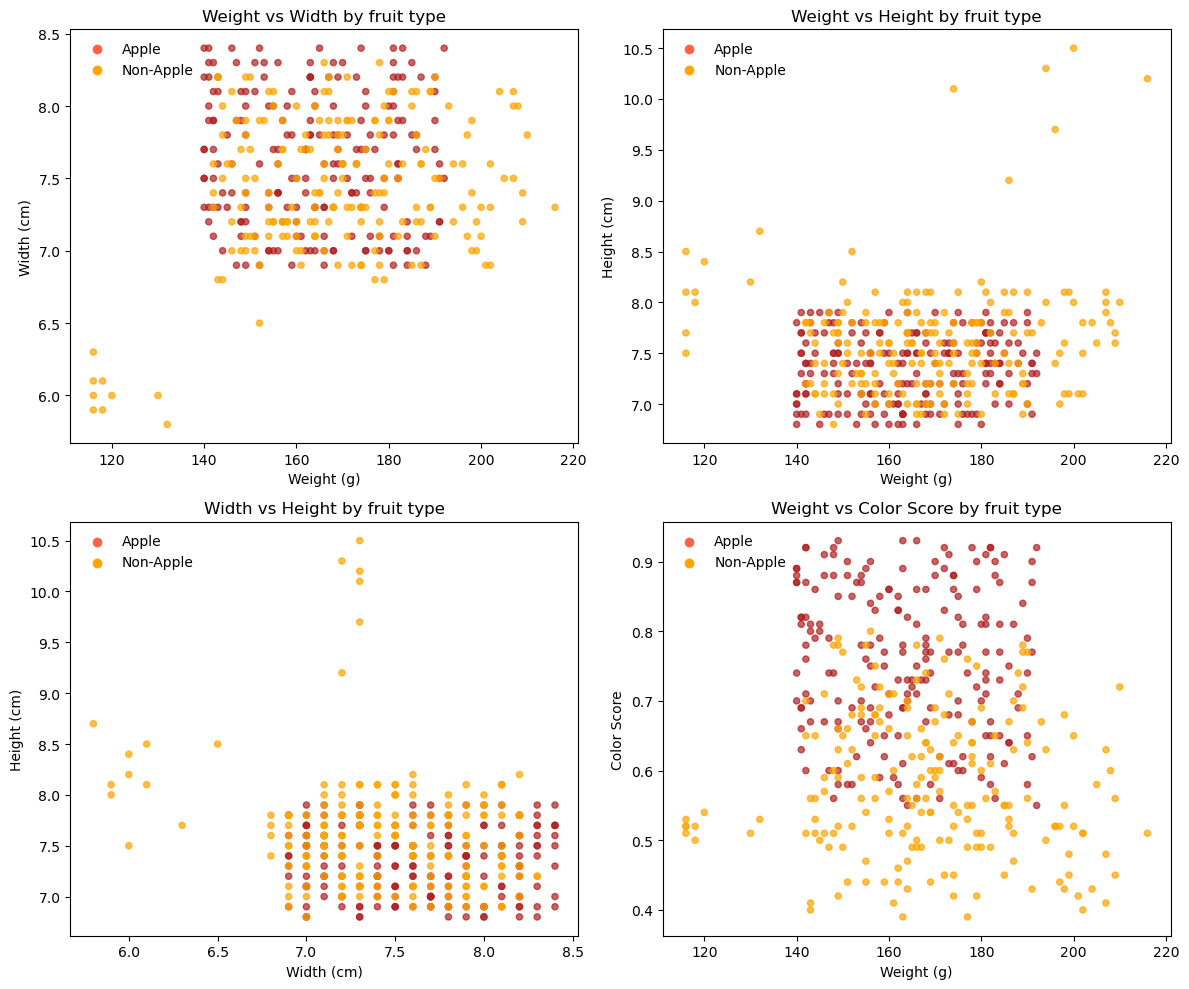 Weight vs Width by fruit type
Apple
Non-Apple
8.5
8.0
7.5
7.0
6.5
6.0
Width (cm)
120 140 160 180 200 220
Weight (g)
Weight vs Height by fruit type
Apple
Non-Apple
10.5
10.0
9.5
9.0
8.5
8.0
7.5
7.0
Height (cm)
120 140 160 180 200 220
Weight (g)
Width vs Height by fruit type
Apple
Non-Apple
10.5
10.0
9.5
9.0
8.5
8.0
7.5
7.0
Height (cm)
6.0 6.5 7.0 7.5 8.0 8.5
Width (cm)
Weight vs Color Score by fruit type
Apple
Non-Apple
0.9
0.8
0.7
0.6
0.5
0.4
Color Score
120 140 160 180 200 220
Weight (g)